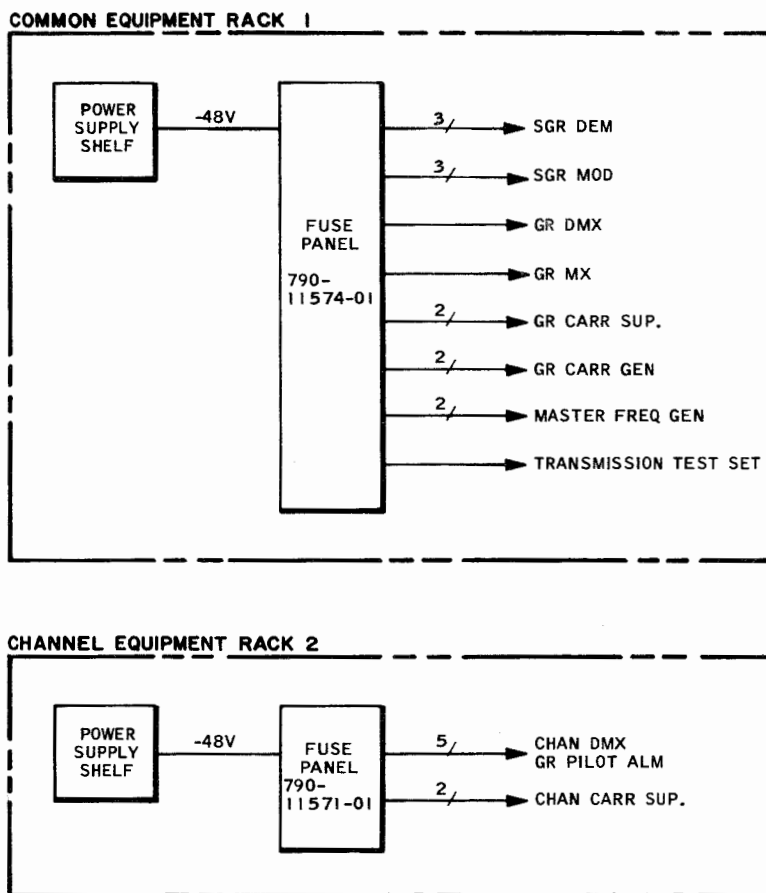 COMMON EQUIPMENT RACK 1
POWER
SUPPLY
SHELF
-48V
FUSE
PANEL
790-
11574-01
3/ SGR DEM
3/ SGR MOD
GR DMX
GR MX
2/ GR CARR SUP.
2/ GR CARR GEN
2/ MASTER FREQ GEN
TRANSMISSION TEST SET
CHANNEL EQUIPMENT RACK 2
POWER
SUPPLY
SHELF
-48V
FUSE
PANEL
790-
11571-01
5/ CHAN DMX
GR PILOT ALM
2/ CHAN CARR SUP.